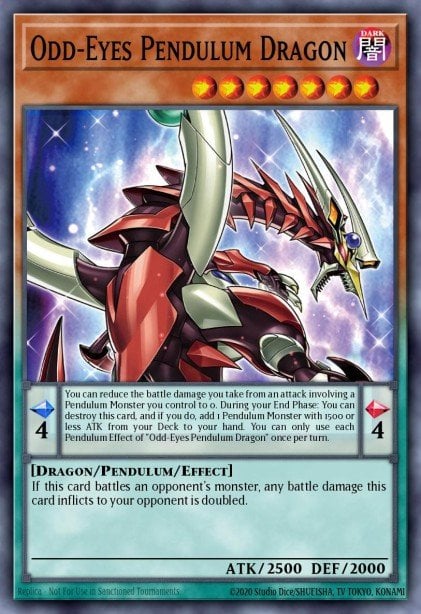 Odd-Eyes Pendulum Dragon
DARK
闇
You can reduce the battle damage you take from an attack involving a
Pendulum Monster you control to 0. During your End Phase: You can
destroy this card, and if you do, add 1 Pendulum Monster with 1500 or
less ATK from your Deck to your hand. You can only use each
Pendulum Effect of "Odd-Eyes Pendulum Dragon" once per turn.
4
4
[Dragon/Pendulum/Effect]
If this card battles an opponent's monster, any battle damage this
card inflicts to your opponent is doubled.
ATK/2500 DEF/2000
Replica - Not For Use in Sanctioned Tournaments
©2020 Studio Dice/SHUEISHA, TV TOKYO, KONAMI